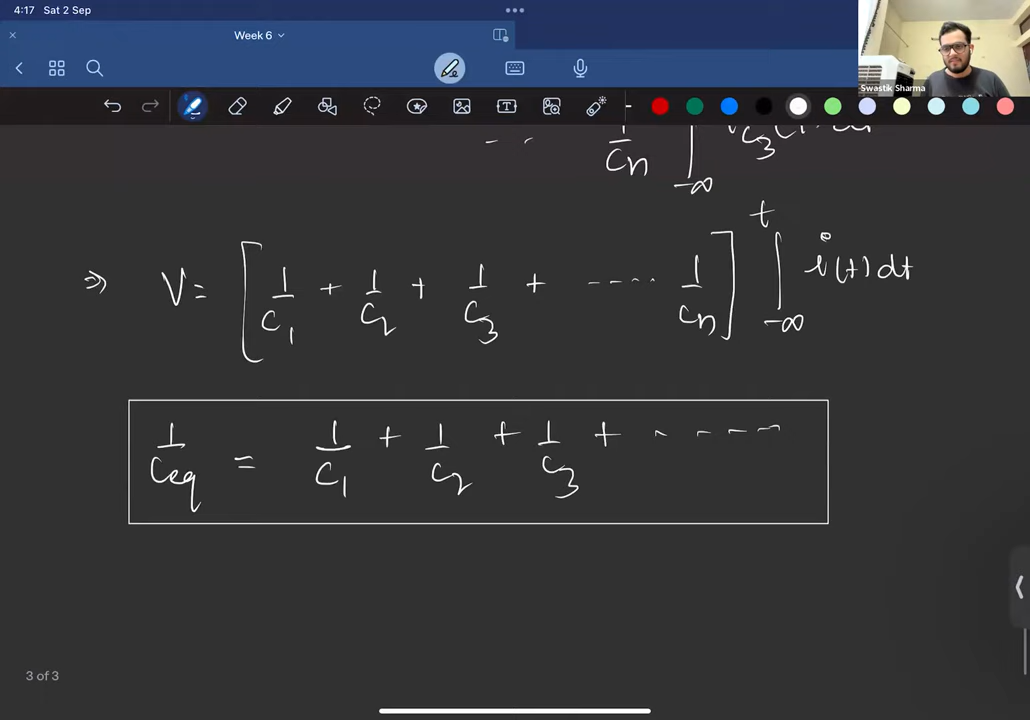 4:17 Sat 2 Sep
Week 6
Swastik Sharma
1/Cn ∫ -∞
⇒ V = [ 1/C1 + 1/C2 + 1/C3 + ---- 1/Cn ] ∫ -∞ t i(t) dt
1/Ceq = 1/C1 + 1/C2 + 1/C3 + ----
3 of 3